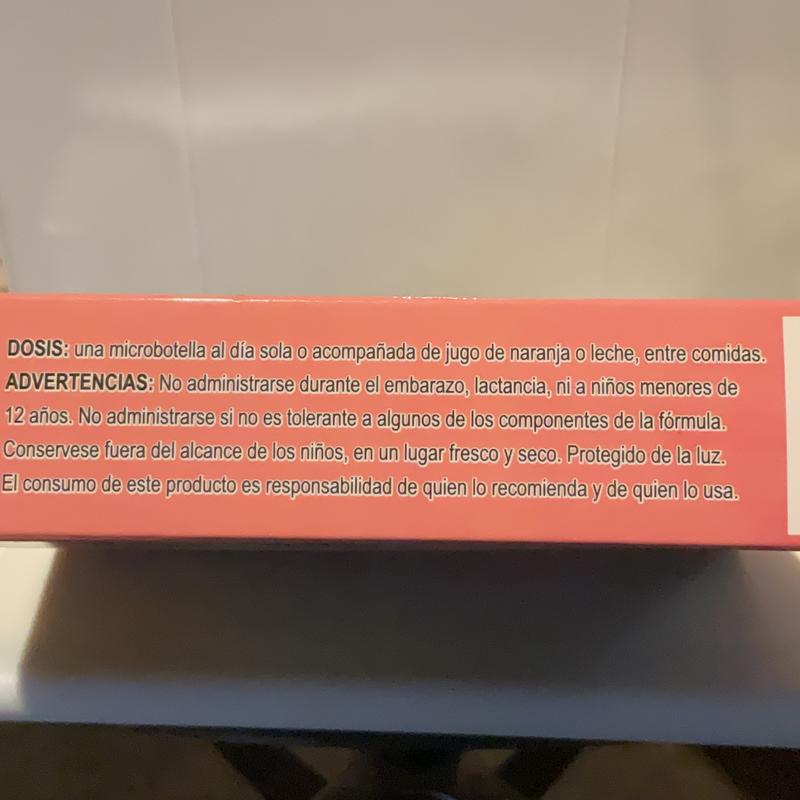 DOSIS: una microbotella al día sola o acompañada de jugo de naranja o leche, entre comidas.
ADVERTENCIAS: No administrarse durante el embarazo, lactancia, ni a niños menores de
12 años. No administrarse si no es tolerante a algunos de los componentes de la fórmula.
Conservese fuera del alcance de los niños, en un lugar fresco y seco. Protegido de la luz.
El consumo de este producto es responsabilidad de quien lo recomienda y de quien lo usa.